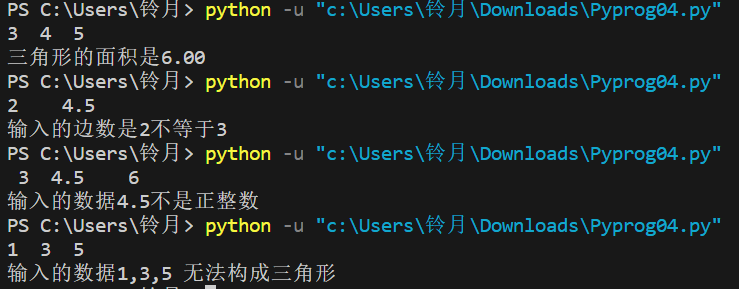 PS C:\Users\铃月> python -u "c:\Users\铃月\Downloads\Pyprog04.py"
3  4  5
三角形的面积是6.00
PS C:\Users\铃月> python -u "c:\Users\铃月\Downloads\Pyprog04.py"
2    4.5
输入的边数是2不等于3
PS C:\Users\铃月> python -u "c:\Users\铃月\Downloads\Pyprog04.py"
 3  4.5    6
输入的数据4.5不是正整数
PS C:\Users\铃月> python -u "c:\Users\铃月\Downloads\Pyprog04.py"
1  3  5
输入的数据1,3,5 无法构成三角形